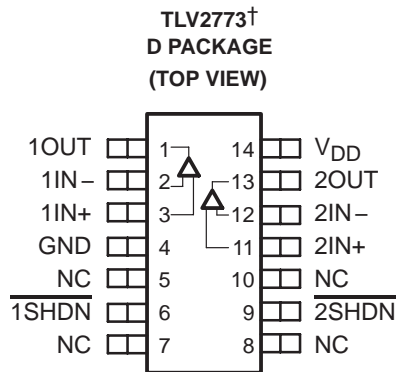 TLV2773†
D PACKAGE
(TOP VIEW)
1OUT 1 14 VDD
1IN− 2 13 2OUT
1IN+ 3 12 2IN−
GND 4 11 2IN+
NC 5 10 NC
1SHDN 6 9 2SHDN
NC 7 8 NC